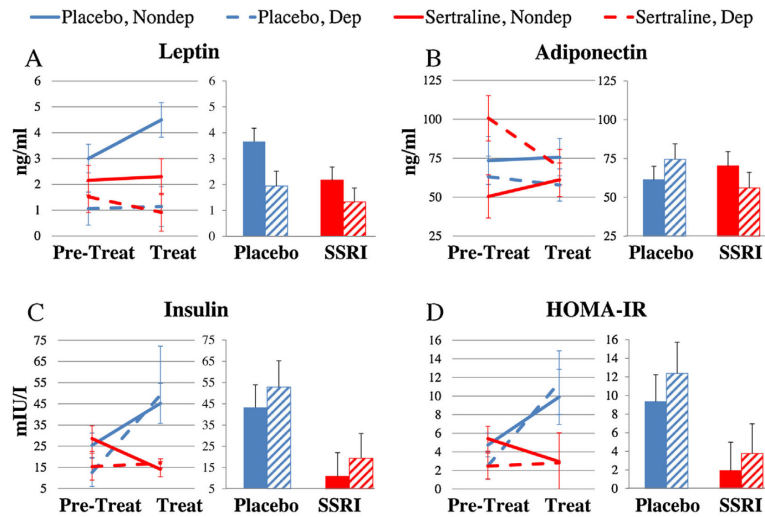 Placebo, Nondep Placebo, Dep Sertraline, Nondep Sertraline, Dep
A Leptin
ng/ml
6 6
5 5
4 4
3 3
2 2
1 1
0 0
Pre-Treat Treat Placebo SSRI
B Adiponectin
ng/ml
125 125
100 100
75 75
50 50
25 25
Pre-Treat Treat Placebo SSRI
C Insulin
mIU/I
75 75
65 65
55 55
45 45
35 35
25 25
15 15
5 5
Pre-Treat Treat Placebo SSRI
D HOMA-IR
16 16
14 14
12 12
10 10
8 8
6 6
4 4
2 2
0 0
Pre-Treat Treat Placebo SSRI